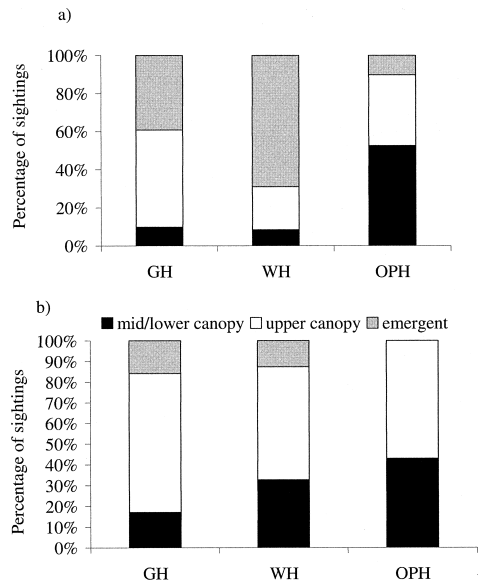 a)
Percentage of sightings
100%
80%
60%
40%
20%
0%
GH WH OPH
b)
mid/lower canopy upper canopy emergent
Percentage of sightings
100%
90%
80%
70%
60%
50%
40%
30%
20%
10%
0%
GH WH OPH